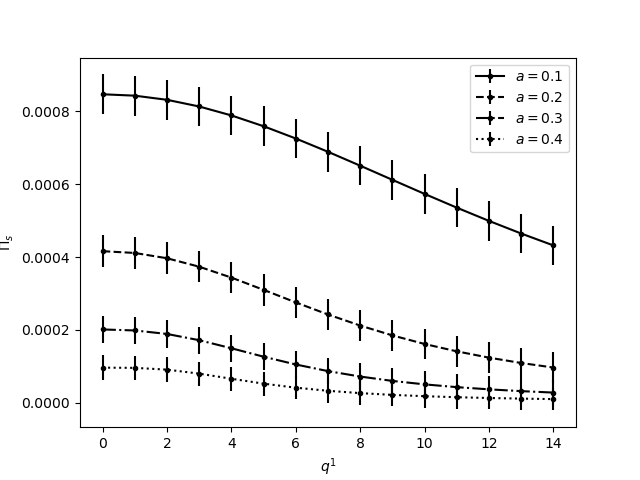 a = 0.1
a = 0.2
a = 0.3
a = 0.4
0.0008
0.0006
0.0004
0.0002
0.0000
Π_s
0 2 4 6 8 10 12 14
q^1